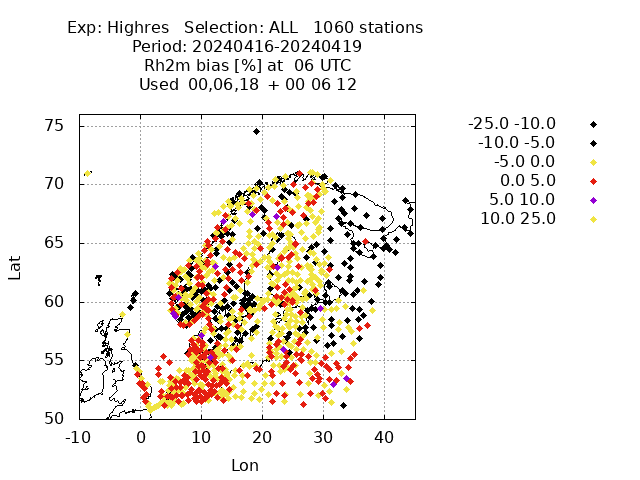 Exp: Highres   Selection: ALL   1060 stations
Period: 20240416-20240419
Rh2m bias [%] at  06 UTC
Used  00,06,18  + 00 06 12
-25.0 -10.0
-10.0 -5.0
-5.0 0.0
0.0 5.0
5.0 10.0
10.0 25.0
75
70
65
60
55
50
Lat
-10 0 10 20 30 40
Lon